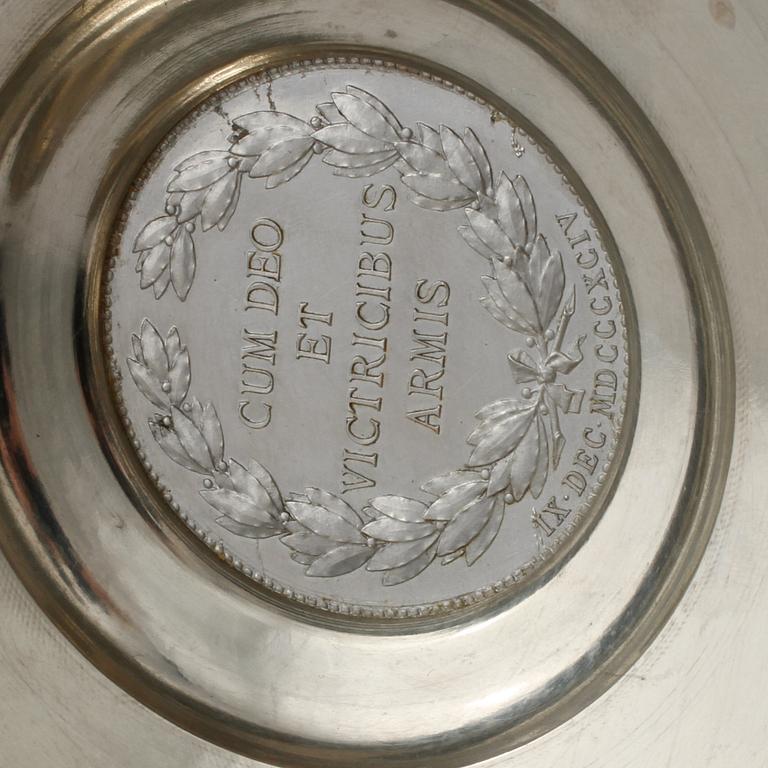 CUM DEO
ET
VICTRICIBUS
ARMIS
IX·DEC·MDCCCXCIV